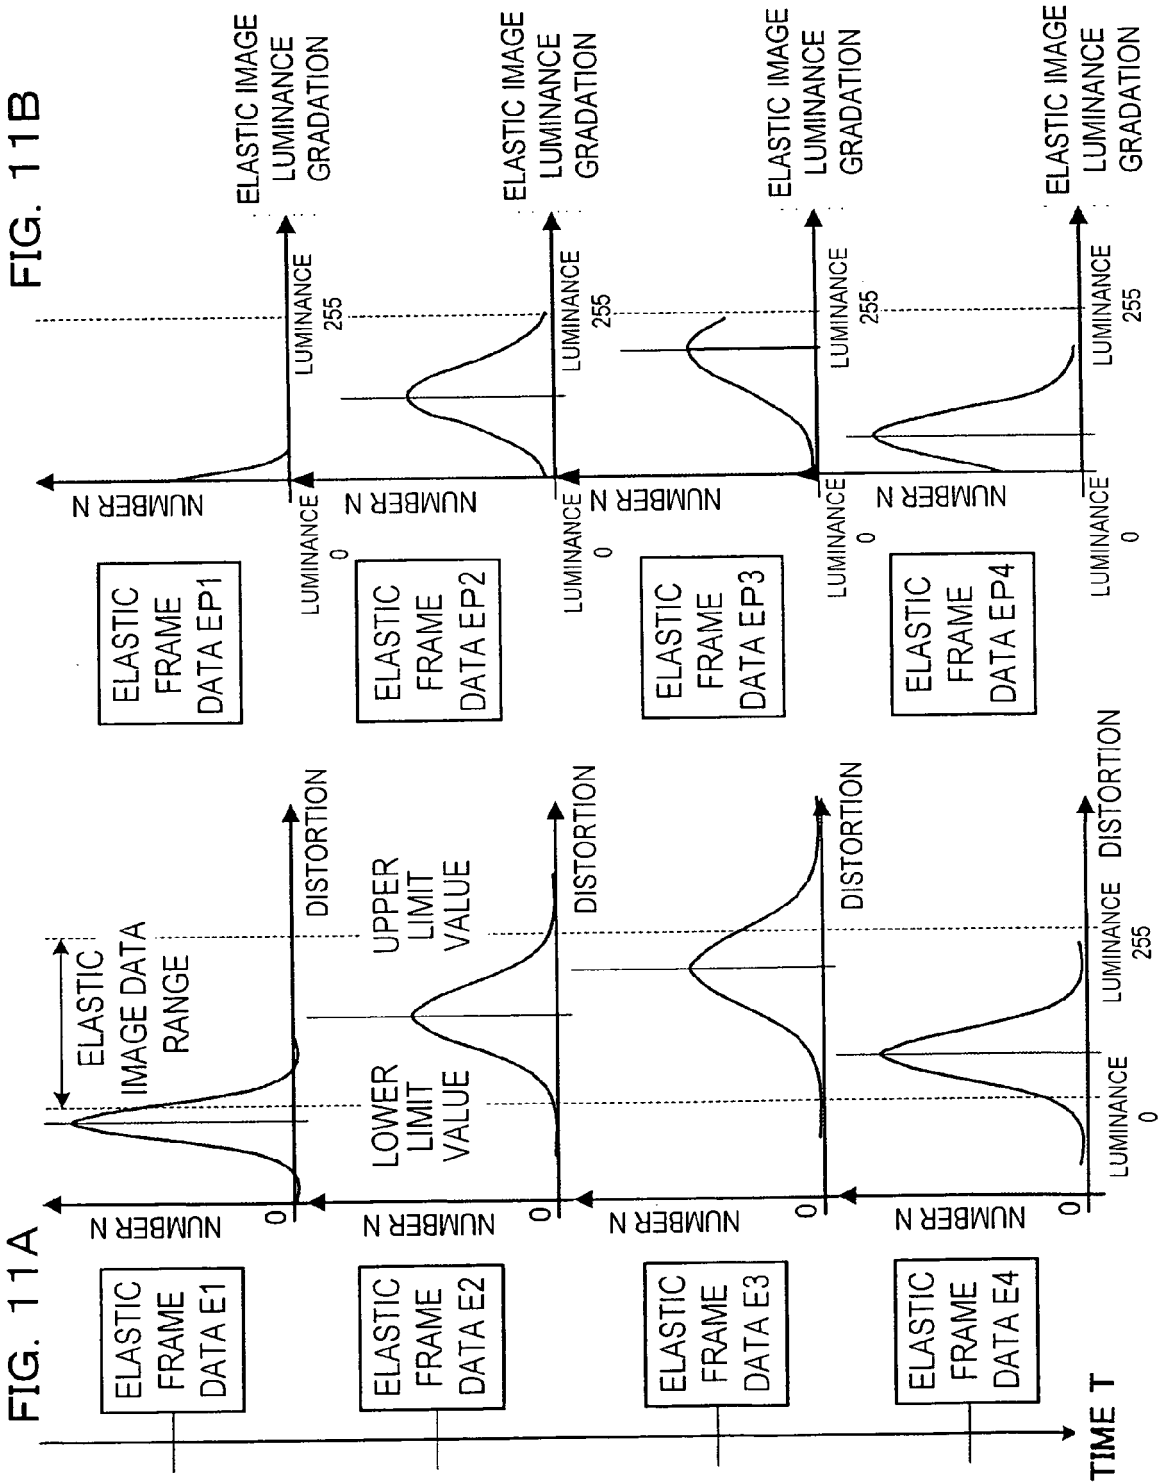 FIG. 11A
ELASTIC
FRAME
DATA E1
NUMBER N
0
ELASTIC
IMAGE DATA
RANGE
DISTORTION
ELASTIC
FRAME
DATA E2
NUMBER N
0
LOWER
LIMIT
VALUE
UPPER
LIMIT
VALUE
DISTORTION
ELASTIC
FRAME
DATA E3
NUMBER N
0
DISTORTION
ELASTIC
FRAME
DATA E4
NUMBER N
0
LUMINANCE
0
LUMINANCE
255
DISTORTION
TIME T
FIG. 11B
ELASTIC
FRAME
DATA EP1
NUMBER N
LUMINANCE
0
LUMINANCE
255
ELASTIC IMAGE
LUMINANCE
GRADATION
ELASTIC
FRAME
DATA EP2
NUMBER N
LUMINANCE
0
LUMINANCE
255
ELASTIC IMAGE
LUMINANCE
GRADATION
ELASTIC
FRAME
DATA EP3
NUMBER N
LUMINANCE
0
LUMINANCE
255
ELASTIC IMAGE
LUMINANCE
GRADATION
ELASTIC
FRAME
DATA EP4
NUMBER N
LUMINANCE
0
LUMINANCE
255
ELASTIC IMAGE
LUMINANCE
GRADATION